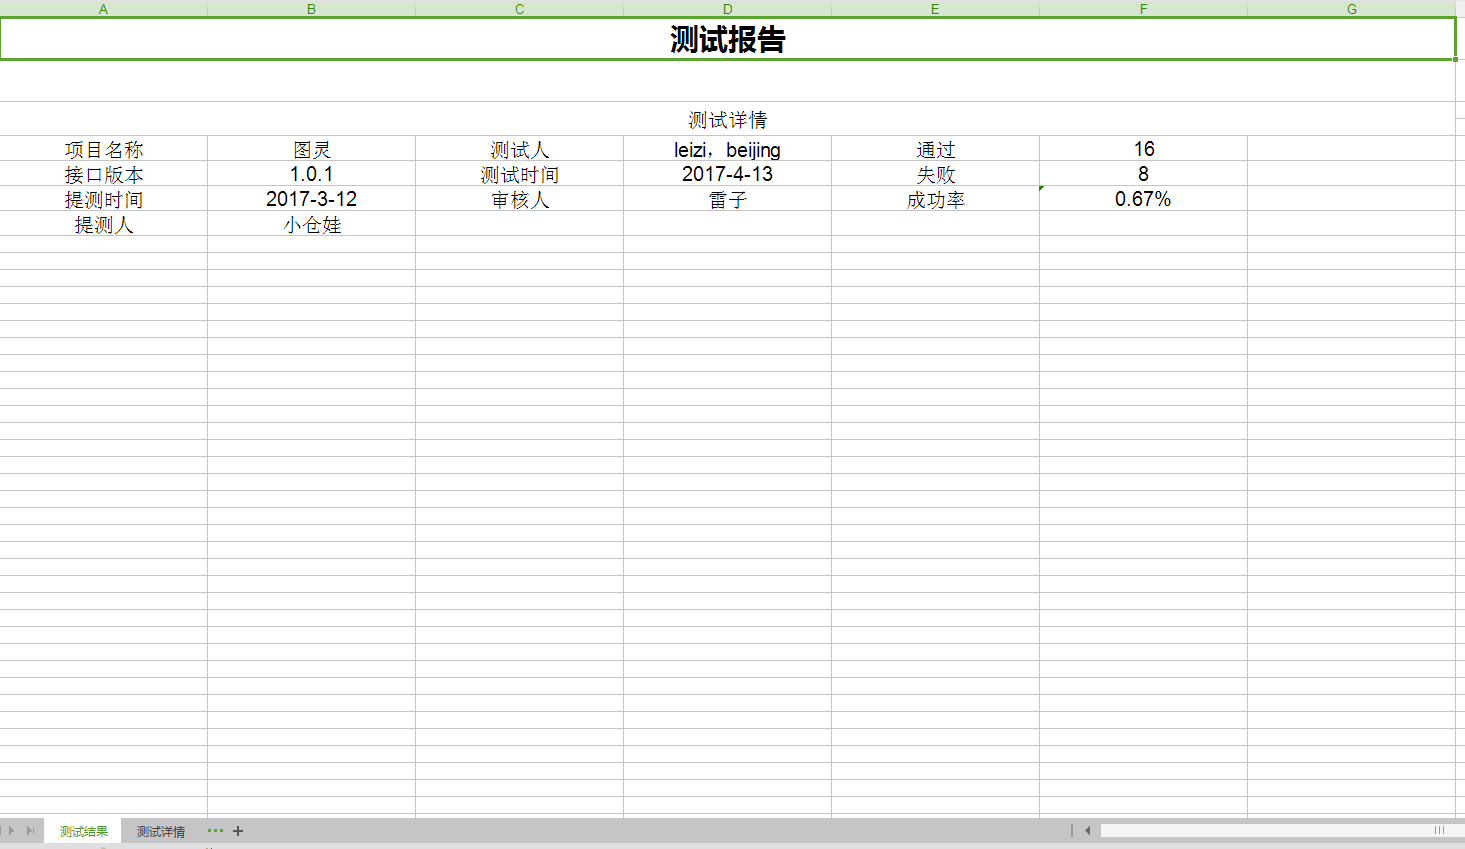 A B C D E F G
测试报告
测试详情
项目名称 图灵 测试人 leizi，beijing 通过 16
接口版本 1.0.1 测试时间 2017-4-13 失败 8
提测时间 2017-3-12 审核人 雷子 成功率 0.67%
提测人 小仓娃
测试结果 测试详情 ··· +